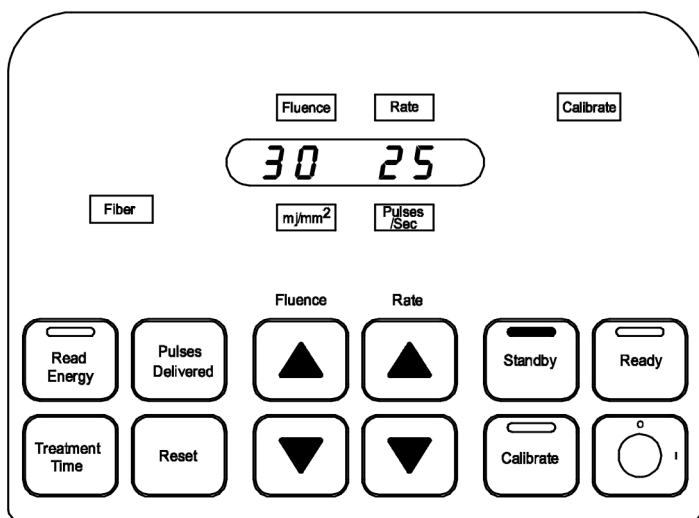 Fluence Rate Calibrate
30 25
Fiber
mj/mm²
Pulses
/Sec
Fluence Rate
Read
Energy
Pulses
Delivered
Standby
Ready
Treatment
Time
Reset
Calibrate
O
I